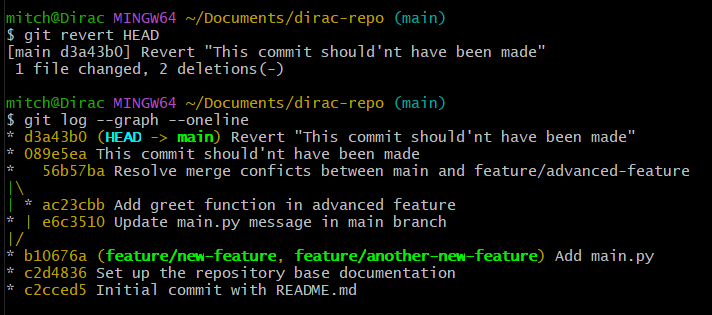 mitch@Dirac MINGW64 ~/Documents/dirac-repo (main)
$ git revert HEAD
[main d3a43b0] Revert "This commit should'nt have been made"
 1 file changed, 2 deletions(-)

mitch@Dirac MINGW64 ~/Documents/dirac-repo (main)
$ git log --graph --oneline
* d3a43b0 (HEAD -> main) Revert "This commit should'nt have been made"
* 089e5ea This commit should'nt have been made
*   56b57ba Resolve merge conficts between main and feature/advanced-feature
|\
| * ac23cbb Add greet function in advanced feature
* | e6c3510 Update main.py message in main branch
|/
* b10676a (feature/new-feature, feature/another-new-feature) Add main.py
* c2d4836 Set up the repository base documentation
* c2cced5 Initial commit with README.md